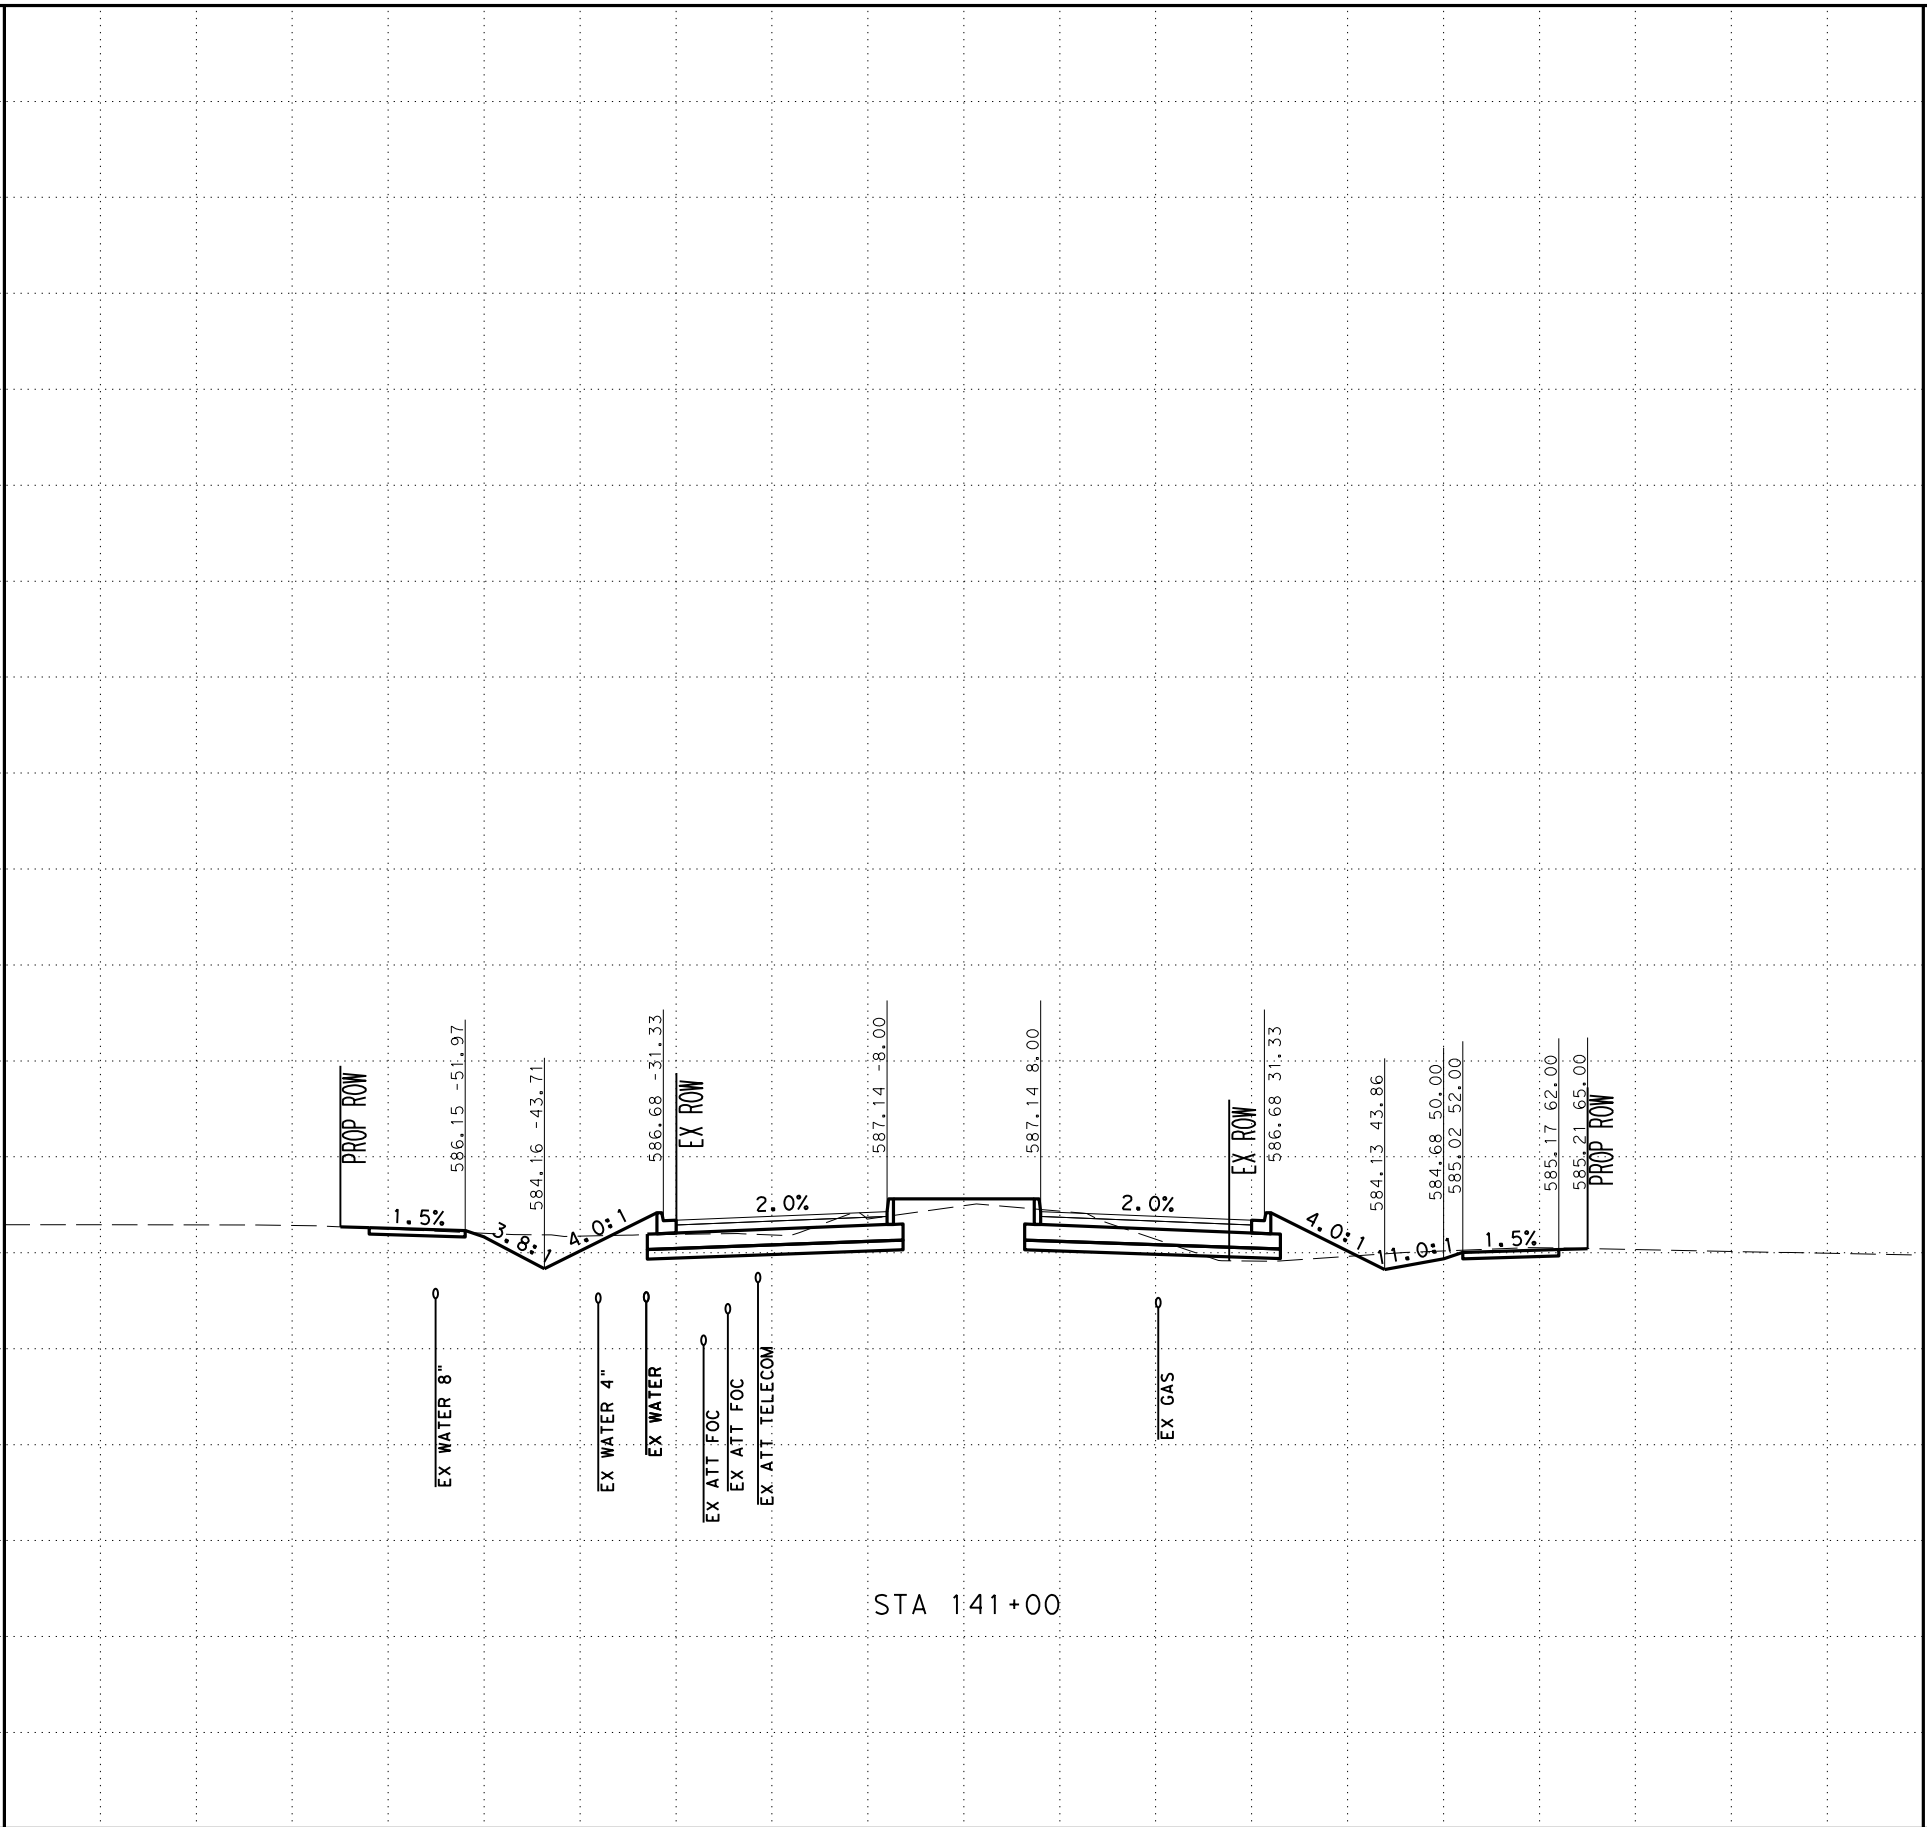 PROP ROW
586.15 -51.97
584.16 -43.71
586.68 -31.33
EX ROW
587.14 -8.00
587.14 8.00
EX ROW
586.68 31.33
584.13 43.86
584.68 50.00
585.02 52.00
585.17 62.00
585.21 65.00
PROP ROW
1.5%
3.8:1
4.0:1
2.0%
2.0%
4.0:1
11.0:1
1.5%
EX WATER 8"
EX WATER 4"
EX WATER
EX ATT FOC
EX ATT FOC
EX ATT TELECOM
EX GAS
STA 141+00